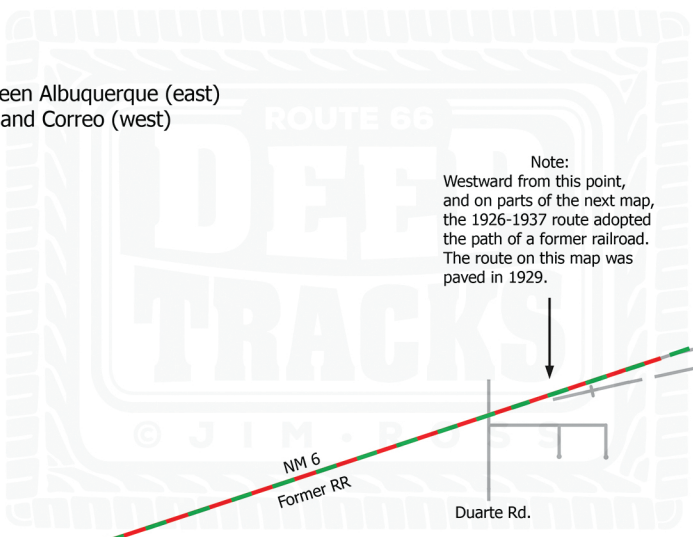 een Albuquerque (east)
and Correo (west)
ROUTE 66
DEEP
TRACKS
© JIM·ROSS
Note:
Westward from this point,
and on parts of the next map,
the 1926-1937 route adopted
the path of a former railroad.
The route on this map was
paved in 1929.
NM 6
Former RR
Duarte Rd.